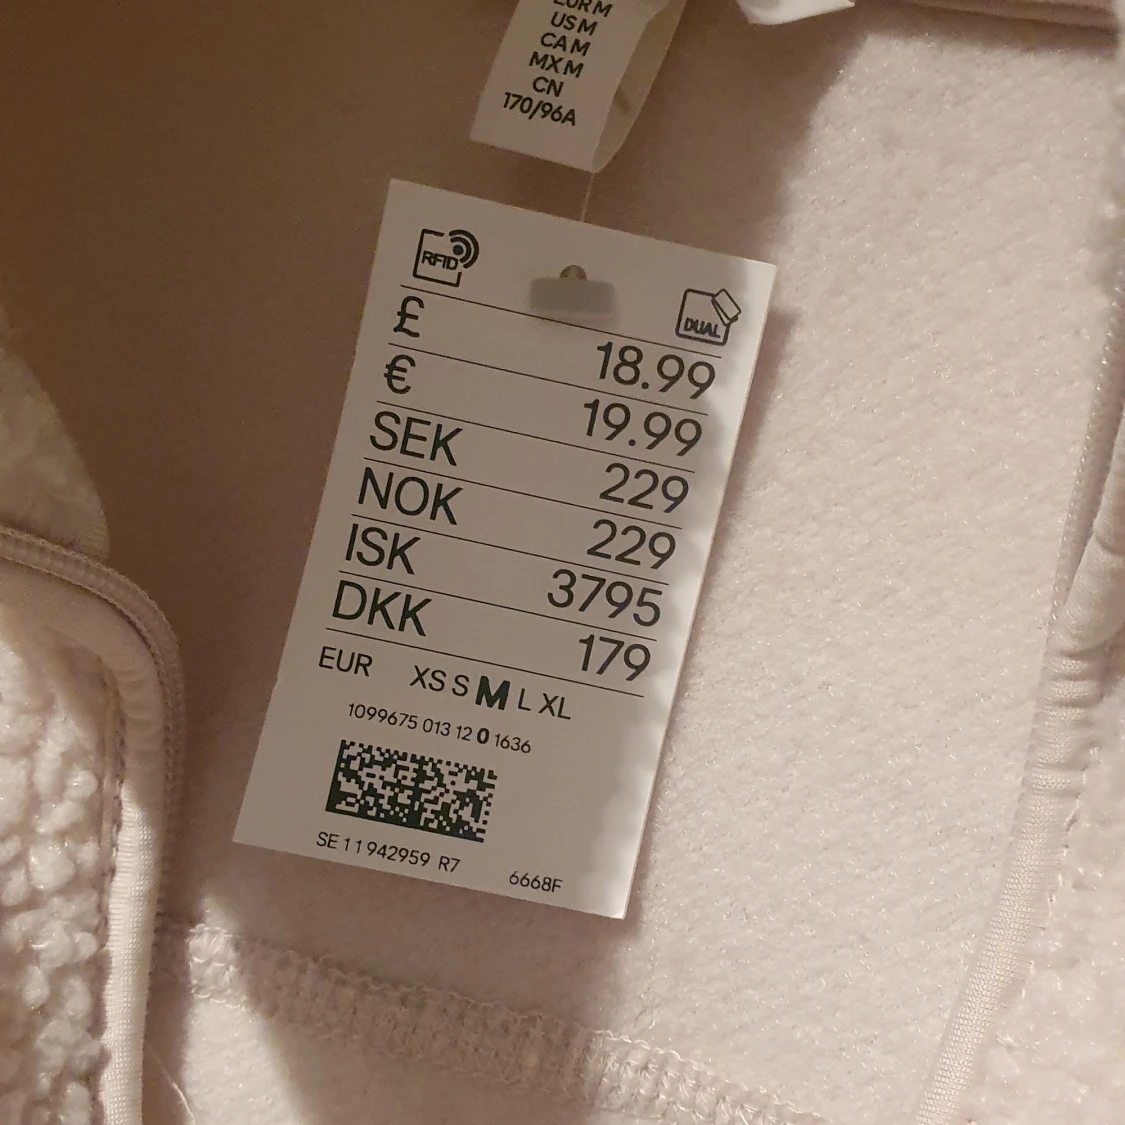 EUR M
US M
CA M
MX M
CN
170/96A
RFID
DUAL
£ 18.99
€ 19.99
SEK 229
NOK 229
ISK 3795
DKK 179
EUR XS S M L XL
1099675 013 12 0 1636
SE 11942959 R7 6668F